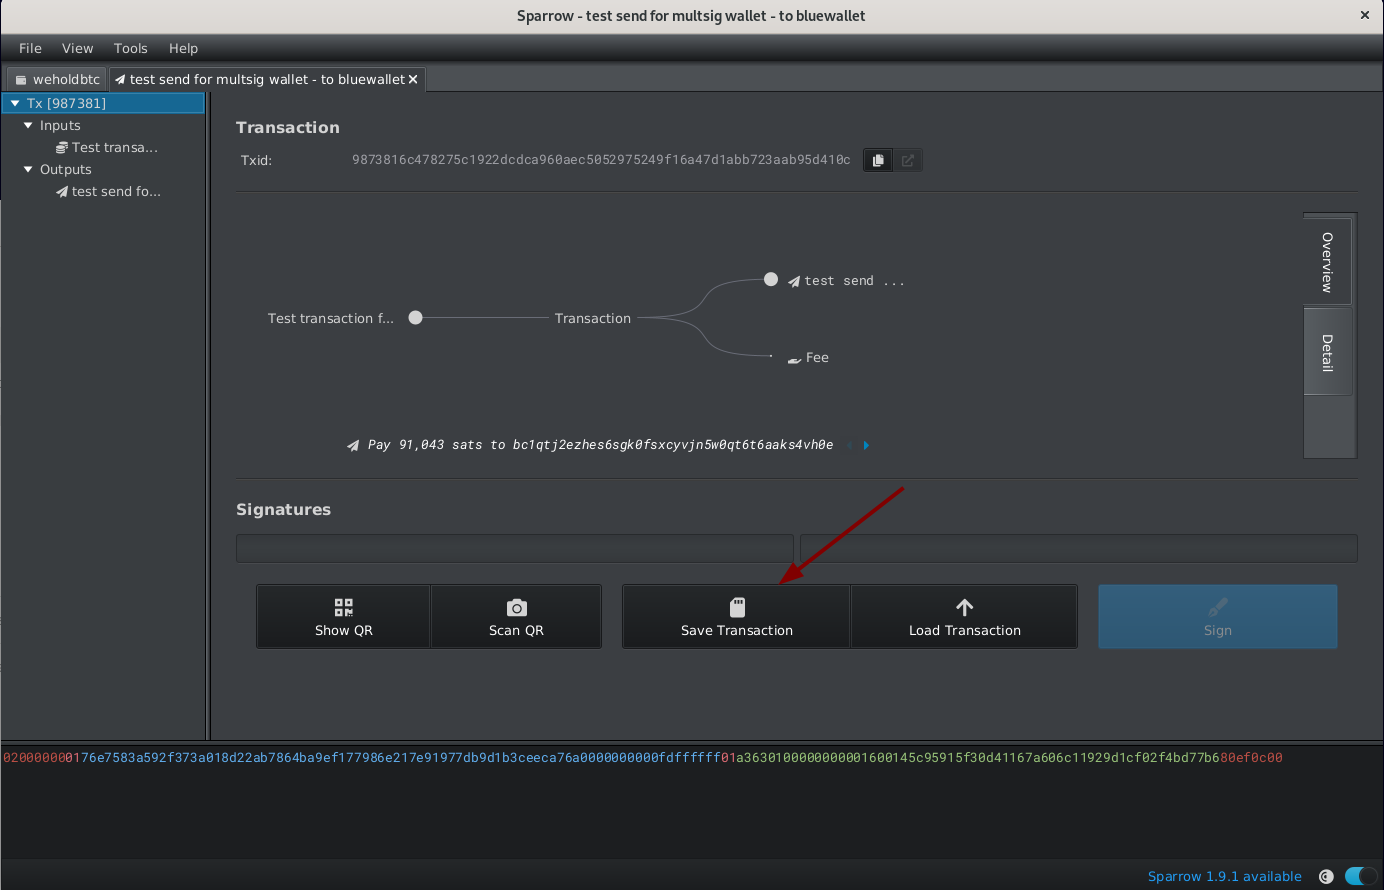 Sparrow - test send for multsig wallet - to bluewallet
File View Tools Help
weholdbtc test send for multsig wallet - to bluewallet
Tx [987381]
Inputs
Test transa...
Outputs
test send fo...
Transaction
Txid: 9873816c478275c1922dcdca960aec5052975249f16a47d1abb723aab95d410c
Overview
Detail
test send ...
Test transaction f... Transaction
Fee
Pay 91,043 sats to bc1qtj2ezhes6sgk0fsxcyvjn5w0qt6t6aaks4vh0e
Signatures
Show QR Scan QR Save Transaction Load Transaction Sign
020000000176e7583a592f373a018d22ab7864ba9ef177986e217e91977db9d1b3ceeca76a0000000000fdffffff01a3630100000000001600145c95915f30d41167a606c11929d1cf02f4bd77b680ef0c00
Sparrow 1.9.1 available